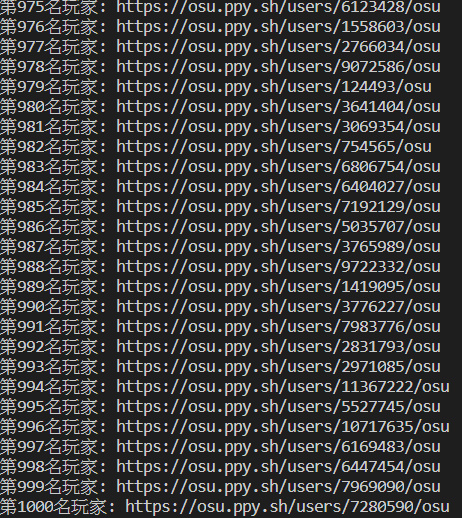 第975名玩家: https://osu.ppy.sh/users/6123428/osu
第976名玩家: https://osu.ppy.sh/users/1558603/osu
第977名玩家: https://osu.ppy.sh/users/2766034/osu
第978名玩家: https://osu.ppy.sh/users/9072586/osu
第979名玩家: https://osu.ppy.sh/users/124493/osu
第980名玩家: https://osu.ppy.sh/users/3641404/osu
第981名玩家: https://osu.ppy.sh/users/3069354/osu
第982名玩家: https://osu.ppy.sh/users/754565/osu
第983名玩家: https://osu.ppy.sh/users/6806754/osu
第984名玩家: https://osu.ppy.sh/users/6404027/osu
第985名玩家: https://osu.ppy.sh/users/7192129/osu
第986名玩家: https://osu.ppy.sh/users/5035707/osu
第987名玩家: https://osu.ppy.sh/users/3765989/osu
第988名玩家: https://osu.ppy.sh/users/9722332/osu
第989名玩家: https://osu.ppy.sh/users/1419095/osu
第990名玩家: https://osu.ppy.sh/users/3776227/osu
第991名玩家: https://osu.ppy.sh/users/7983776/osu
第992名玩家: https://osu.ppy.sh/users/2831793/osu
第993名玩家: https://osu.ppy.sh/users/2971085/osu
第994名玩家: https://osu.ppy.sh/users/11367222/osu
第995名玩家: https://osu.ppy.sh/users/5527745/osu
第996名玩家: https://osu.ppy.sh/users/10717635/osu
第997名玩家: https://osu.ppy.sh/users/6169483/osu
第998名玩家: https://osu.ppy.sh/users/6447454/osu
第999名玩家: https://osu.ppy.sh/users/7969090/osu
第1000名玩家: https://osu.ppy.sh/users/7280590/osu